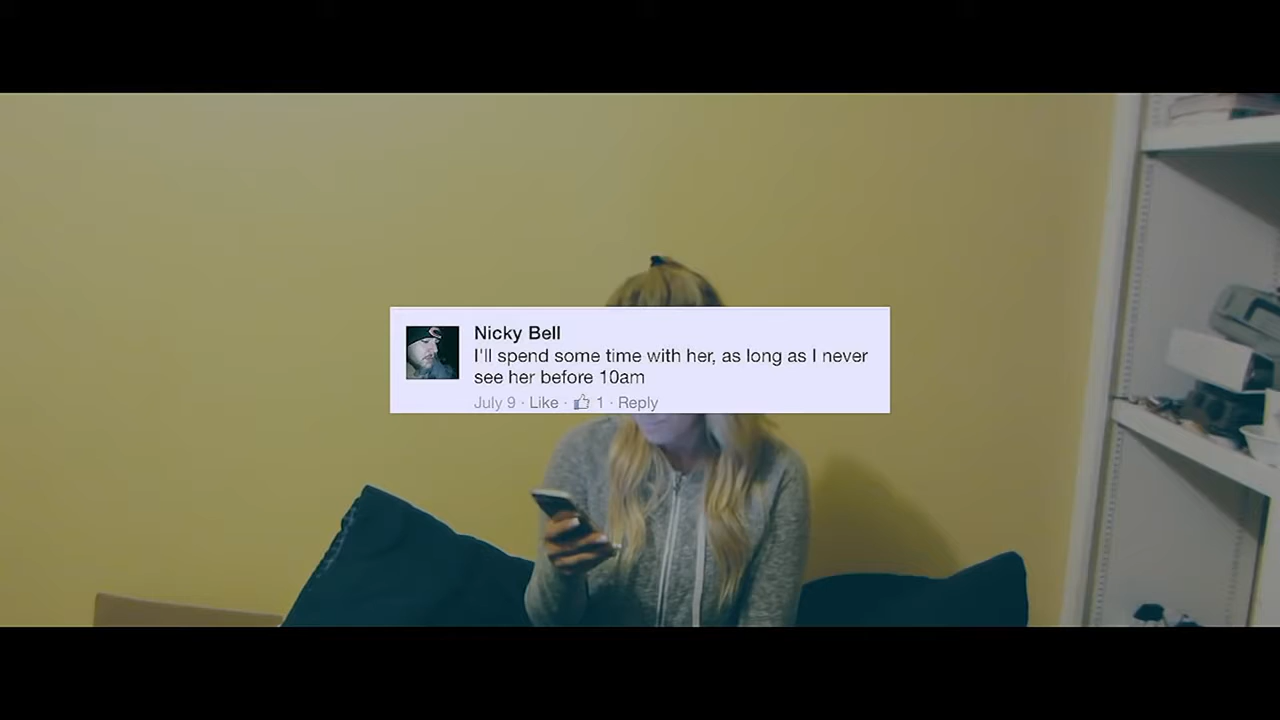 Nicky Bell
I'll spend some time with her, as long as I never
see her before 10am
July 9 · Like · 1 · Reply